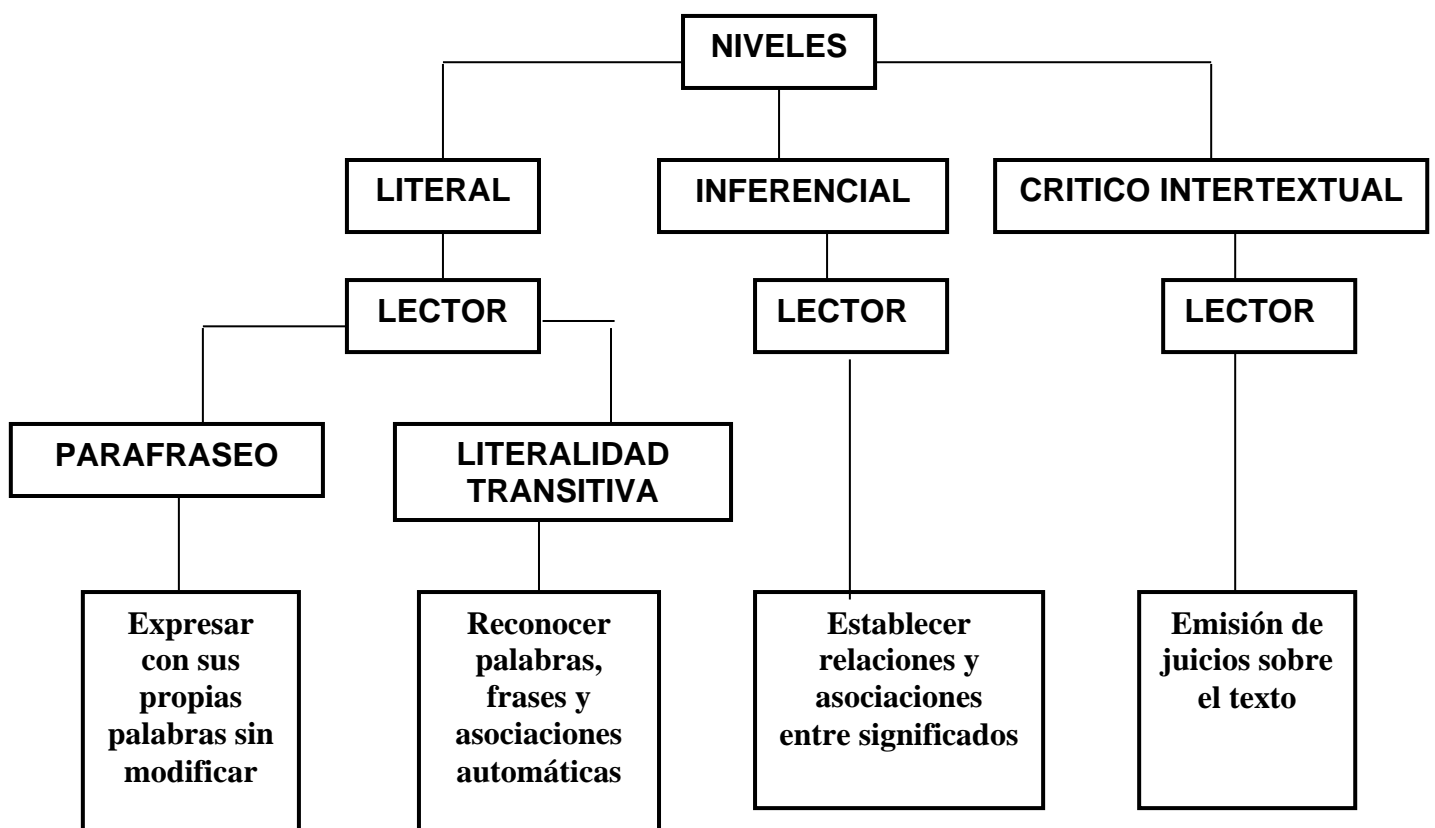 NIVELES
LITERAL
INFERENCIAL
CRITICO INTERTEXTUAL
LECTOR
LECTOR
LECTOR
PARAFRASEO
LITERALIDAD
TRANSITIVA
Expresar
con sus
propias
palabras sin
modificar
Reconocer
palabras,
frases y
asociaciones
automáticas
Establecer
relaciones y
asociaciones
entre significados
Emisión de
juicios sobre
el texto